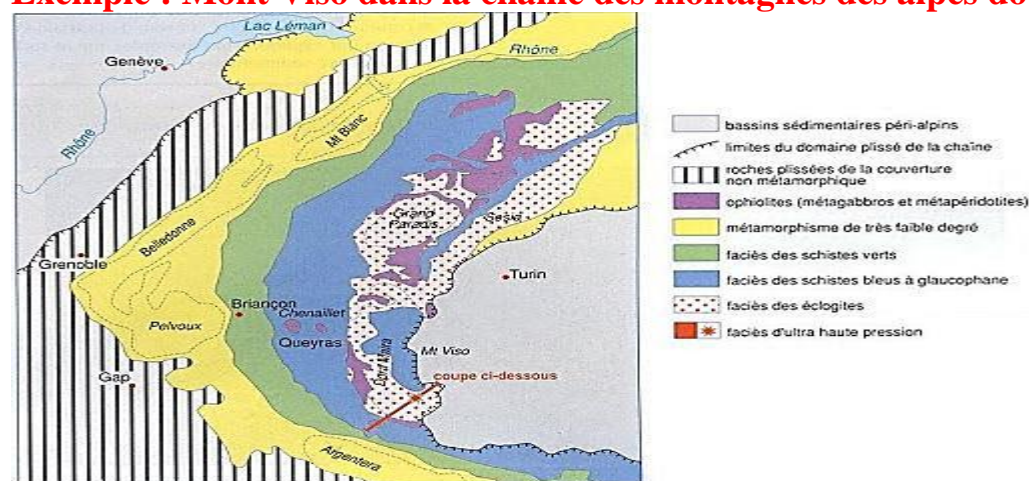 Exemple : Mont Viso dans la chaîne des montagnes des alpes do
Lac Léman
Genève
Rhône
Rhône
Mt Blanc
Belledonne
Grenoble
Grand
Paradis
Sesia
Turin
Briançon
Chenaillet
Queyras
Pelvoux
Mt Viso
Dora Maira
Gap
coupe ci-dessous
Argentera
bassins sédimentaires péri-alpins
limites du domaine plissé de la chaîne
roches plissées de la couverture
non métamorphique
ophiolites (métagabbros et métapéridotites)
métamorphisme de très faible degré
faciès des schistes verts
faciès des schistes bleus à glaucophane
faciès des éclogites
faciès d'ultra haute pression